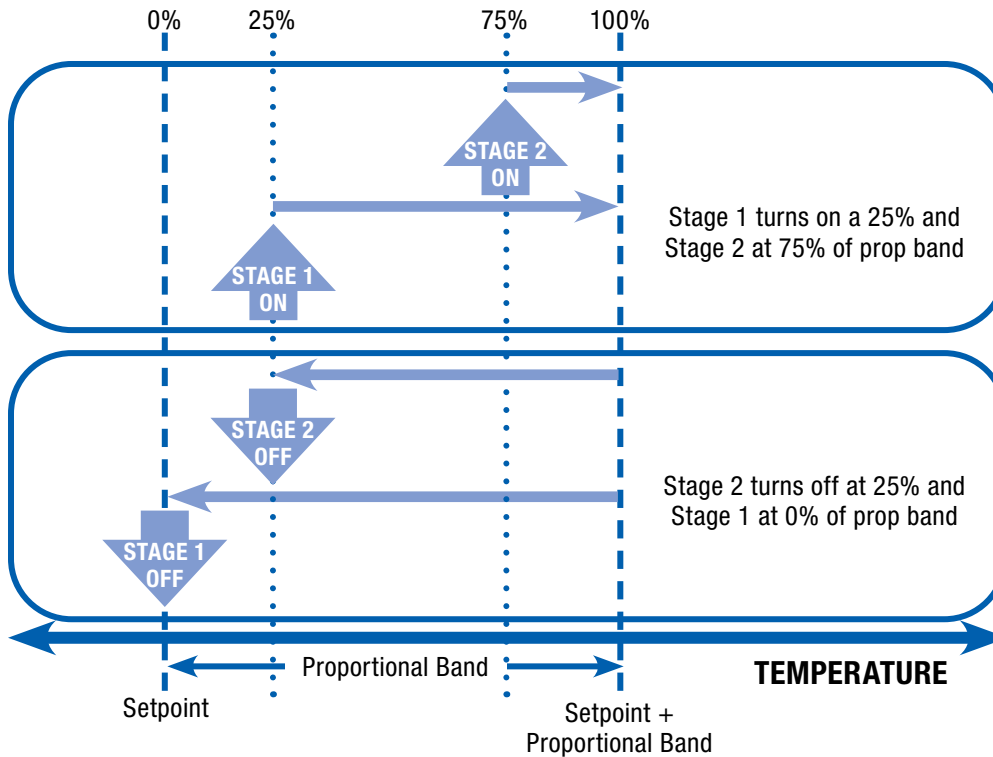 0% 25% 75% 100%
STAGE 2
ON
STAGE 1
ON
Stage 1 turns on a 25% and
Stage 2 at 75% of prop band
STAGE 2
OFF
STAGE 1
OFF
Stage 2 turns off at 25% and
Stage 1 at 0% of prop band
Proportional Band
TEMPERATURE
Setpoint
Setpoint +
Proportional Band